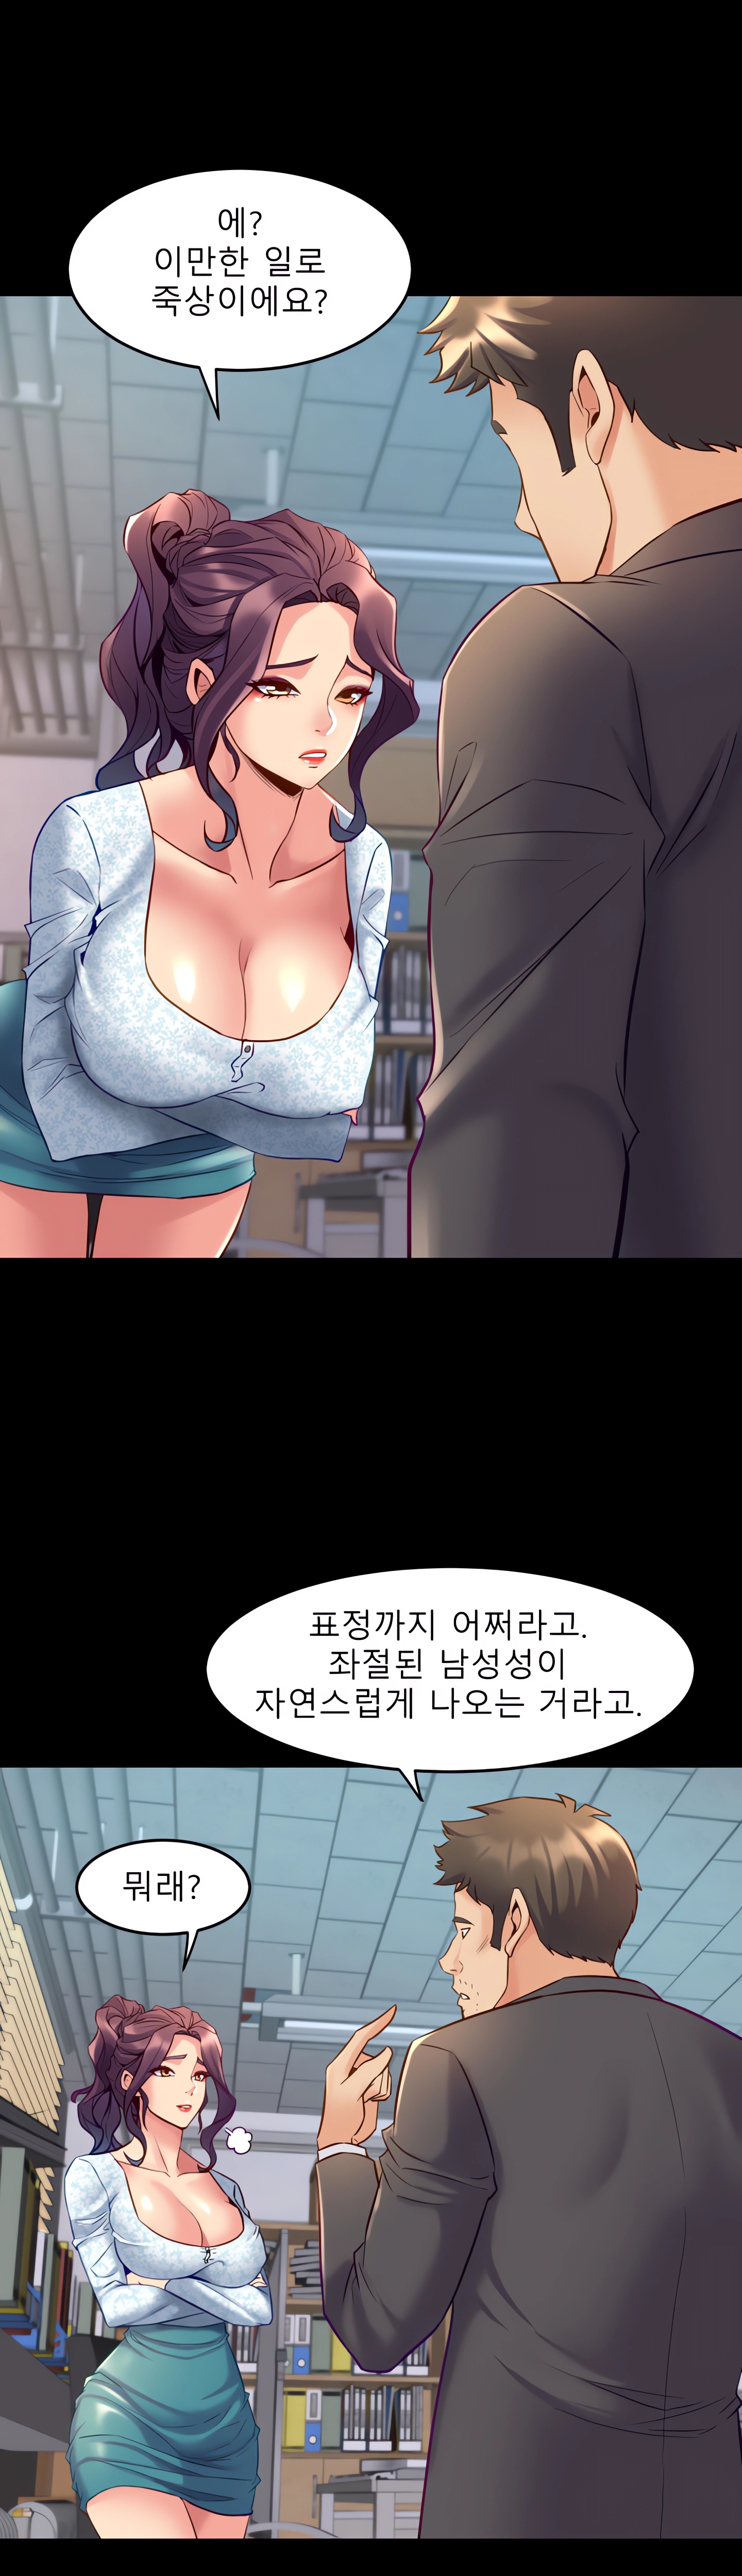 에?
이만한 일로
죽상이에요?
표정까지 어쩌라고.
좌절된 남성성이
자연스럽게 나오는 거라고.
뭐래?